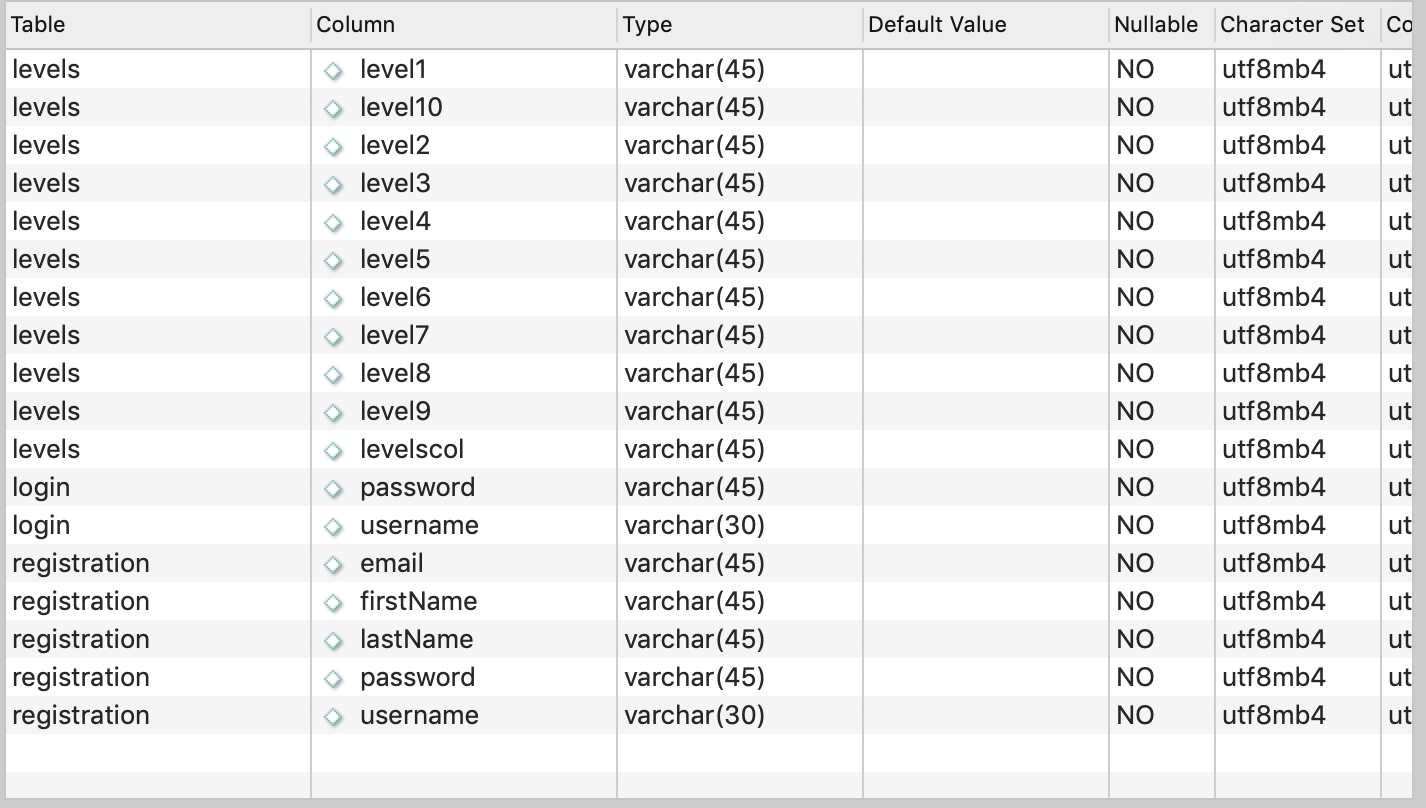 Table Column Type Default Value Nullable Character Set Co
levels level1 varchar(45) NO utf8mb4 ut
levels level10 varchar(45) NO utf8mb4 ut
levels level2 varchar(45) NO utf8mb4 ut
levels level3 varchar(45) NO utf8mb4 ut
levels level4 varchar(45) NO utf8mb4 ut
levels level5 varchar(45) NO utf8mb4 ut
levels level6 varchar(45) NO utf8mb4 ut
levels level7 varchar(45) NO utf8mb4 ut
levels level8 varchar(45) NO utf8mb4 ut
levels level9 varchar(45) NO utf8mb4 ut
levels levelscol varchar(45) NO utf8mb4 ut
login password varchar(45) NO utf8mb4 ut
login username varchar(30) NO utf8mb4 ut
registration email varchar(45) NO utf8mb4 ut
registration firstName varchar(45) NO utf8mb4 ut
registration lastName varchar(45) NO utf8mb4 ut
registration password varchar(45) NO utf8mb4 ut
registration username varchar(30) NO utf8mb4 ut